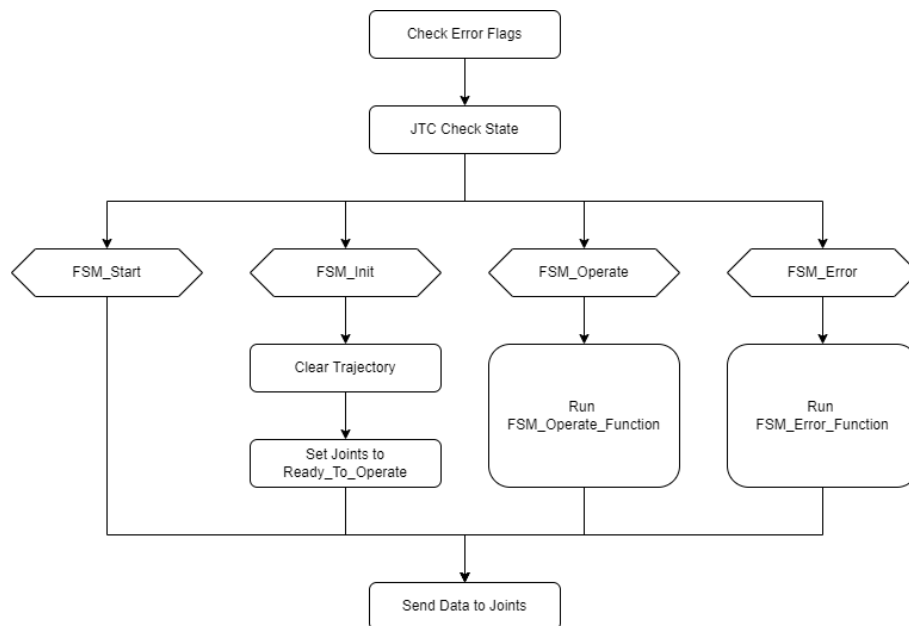 Check Error Flags
JTC Check State
FSM_Start
FSM_Init
FSM_Operate
FSM_Error
Clear Trajectory
Run
FSM_Operate_Function
Run
FSM_Error_Function
Set Joints to
Ready_To_Operate
Send Data to Joints